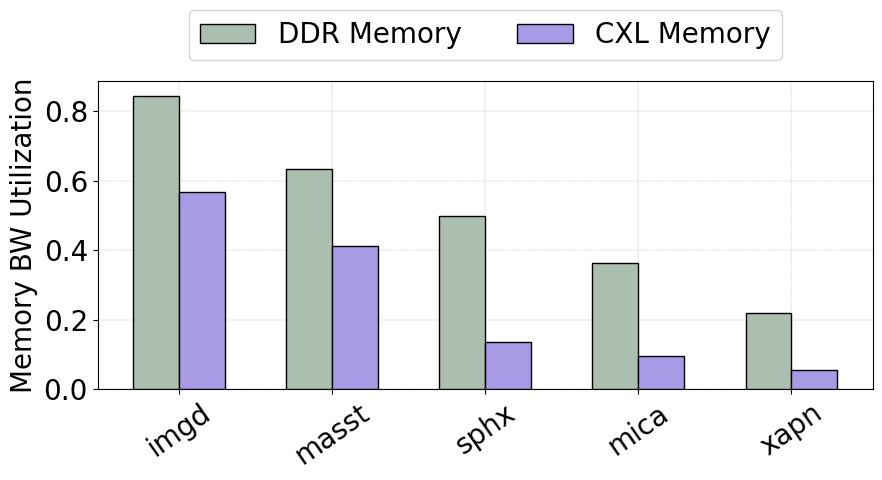 DDR Memory CXL Memory
Memory BW Utilization
0.8
0.6
0.4
0.2
0.0
imgd masst sphx mica xapn